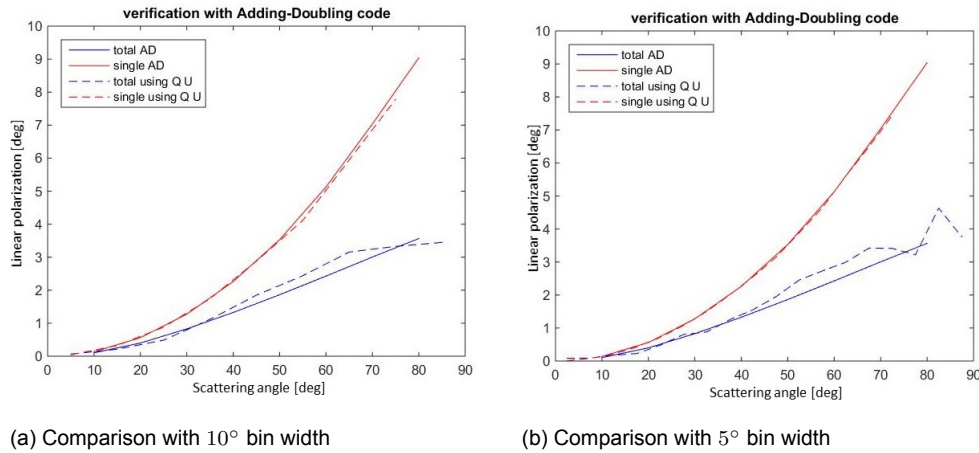 verification with Adding-Doubling code
total AD
single AD
total using Q U
single using Q U
Linear polarization [deg]
10
9
8
7
6
5
4
3
2
1
0
0 10 20 30 40 50 60 70 80 90
Scattering angle [deg]
(a) Comparison with 10° bin width
verification with Adding-Doubling code
total AD
single AD
total using Q U
single using Q U
Linear polarization [deg]
10
9
8
7
6
5
4
3
2
1
0
0 10 20 30 40 50 60 70 80 90
Scattering angle [deg]
(b) Comparison with 5° bin width